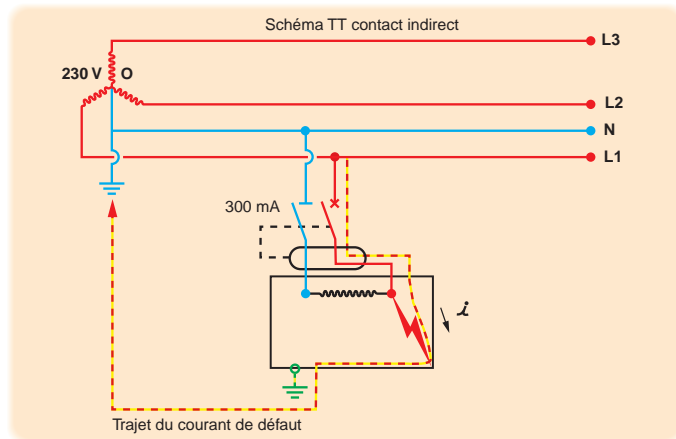 Schéma TT contact indirect
L3
230 V O
L2
N
L1
300 mA
i
Trajet du courant de défaut